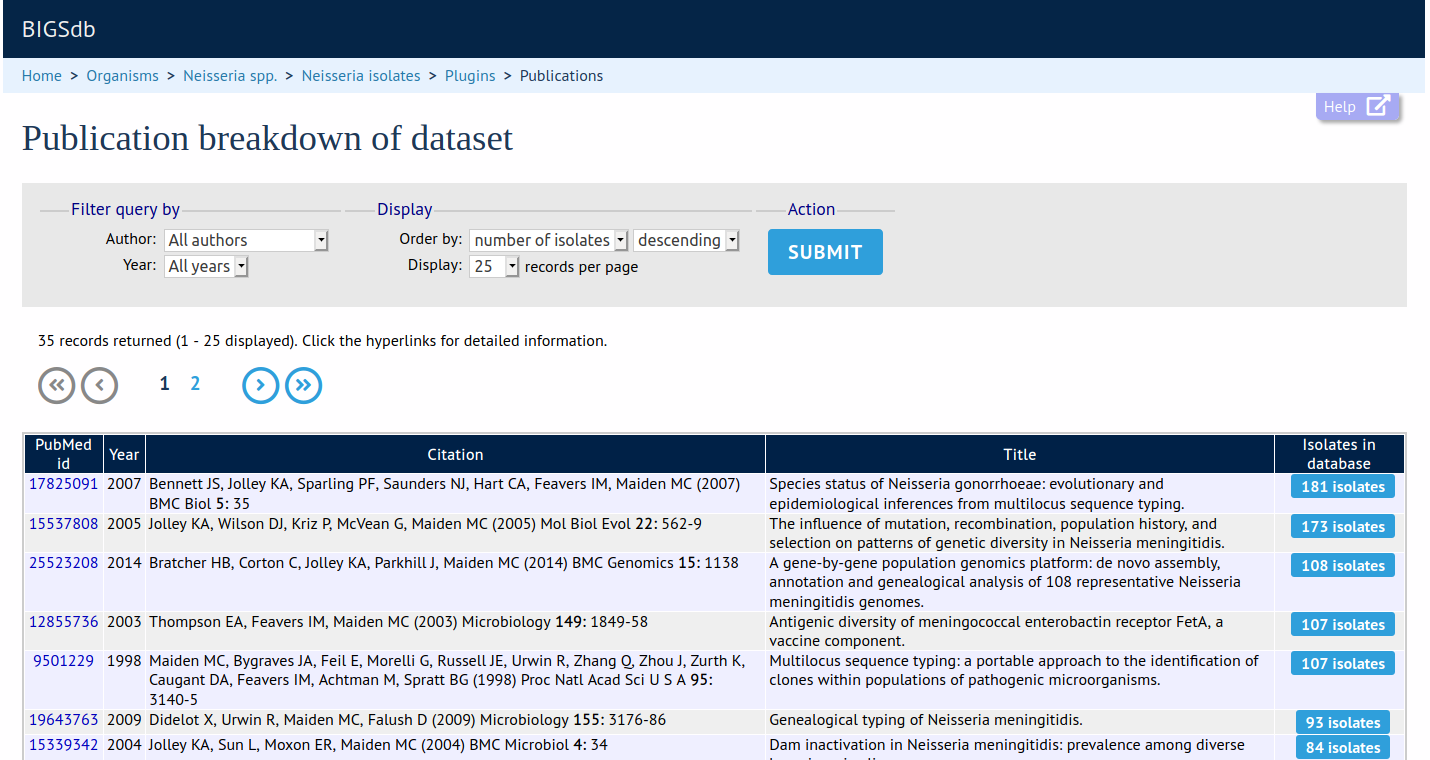 BIGSdb
Home > Organisms > Neisseria spp. > Neisseria isolates > Plugins > Publications
Help
Publication breakdown of dataset
Filter query by
Display
Action
Author: All authors
Order by: number of isolates descending
SUBMIT
Year: All years
Display: 25 records per page
35 records returned (1 - 25 displayed). Click the hyperlinks for detailed information.
1 2
PubMed id Year Citation Title Isolates in database
17825091 2007 Bennett JS, Jolley KA, Sparling PF, Saunders NJ, Hart CA, Feavers IM, Maiden MC (2007)
BMC Biol 5: 35
Species status of Neisseria gonorrhoeae: evolutionary and
epidemiological inferences from multilocus sequence typing.
181 isolates
15537808 2005 Jolley KA, Wilson DJ, Kriz P, McVean G, Maiden MC (2005) Mol Biol Evol 22: 562-9
The influence of mutation, recombination, population history, and
selection on patterns of genetic diversity in Neisseria meningitidis.
173 isolates
25523208 2014 Bratcher HB, Corton C, Jolley KA, Parkhill J, Maiden MC (2014) BMC Genomics 15: 1138
A gene-by-gene population genomics platform: de novo assembly,
annotation and genealogical analysis of 108 representative Neisseria
meningitidis genomes.
108 isolates
12855736 2003 Thompson EA, Feavers IM, Maiden MC (2003) Microbiology 149: 1849-58
Antigenic diversity of meningococcal enterobactin receptor FetA, a
vaccine component.
107 isolates
9501229 1998 Maiden MC, Bygraves JA, Feil E, Morelli G, Russell JE, Urwin R, Zhang Q, Zhou J, Zurth K,
Caugant DA, Feavers IM, Achtman M, Spratt BG (1998) Proc Natl Acad Sci U S A 95:
3140-5
Multilocus sequence typing: a portable approach to the identification of
clones within populations of pathogenic microorganisms.
107 isolates
19643763 2009 Didelot X, Urwin R, Maiden MC, Falush D (2009) Microbiology 155: 3176-86
Genealogical typing of Neisseria meningitidis.
93 isolates
15339342 2004 Jolley KA, Sun L, Moxon ER, Maiden MC (2004) BMC Microbiol 4: 34
Dam inactivation in Neisseria meningitidis: prevalence among diverse
84 isolates